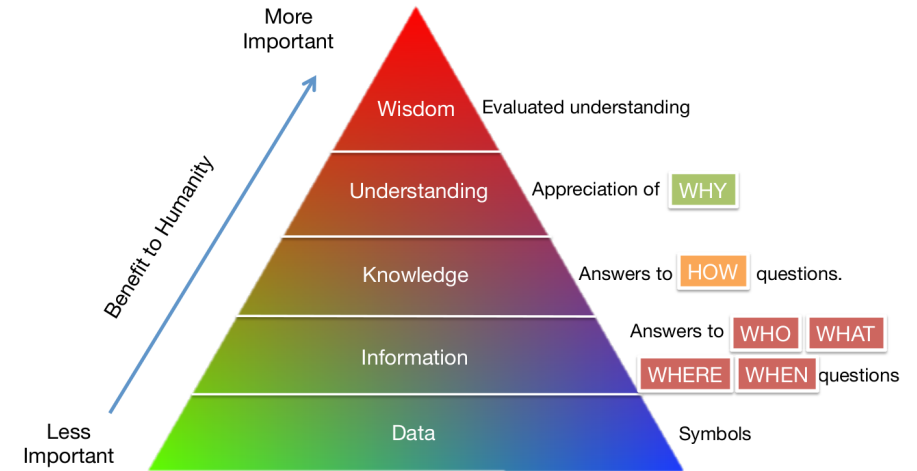 More
Important
Wisdom
Evaluated understanding
Understanding
Appreciation of WHY
Benefit to Humanity
Knowledge
Answers to HOW questions.
Information
Answers to WHO WHAT
WHERE WHEN questions
Less
Important
Data
Symbols